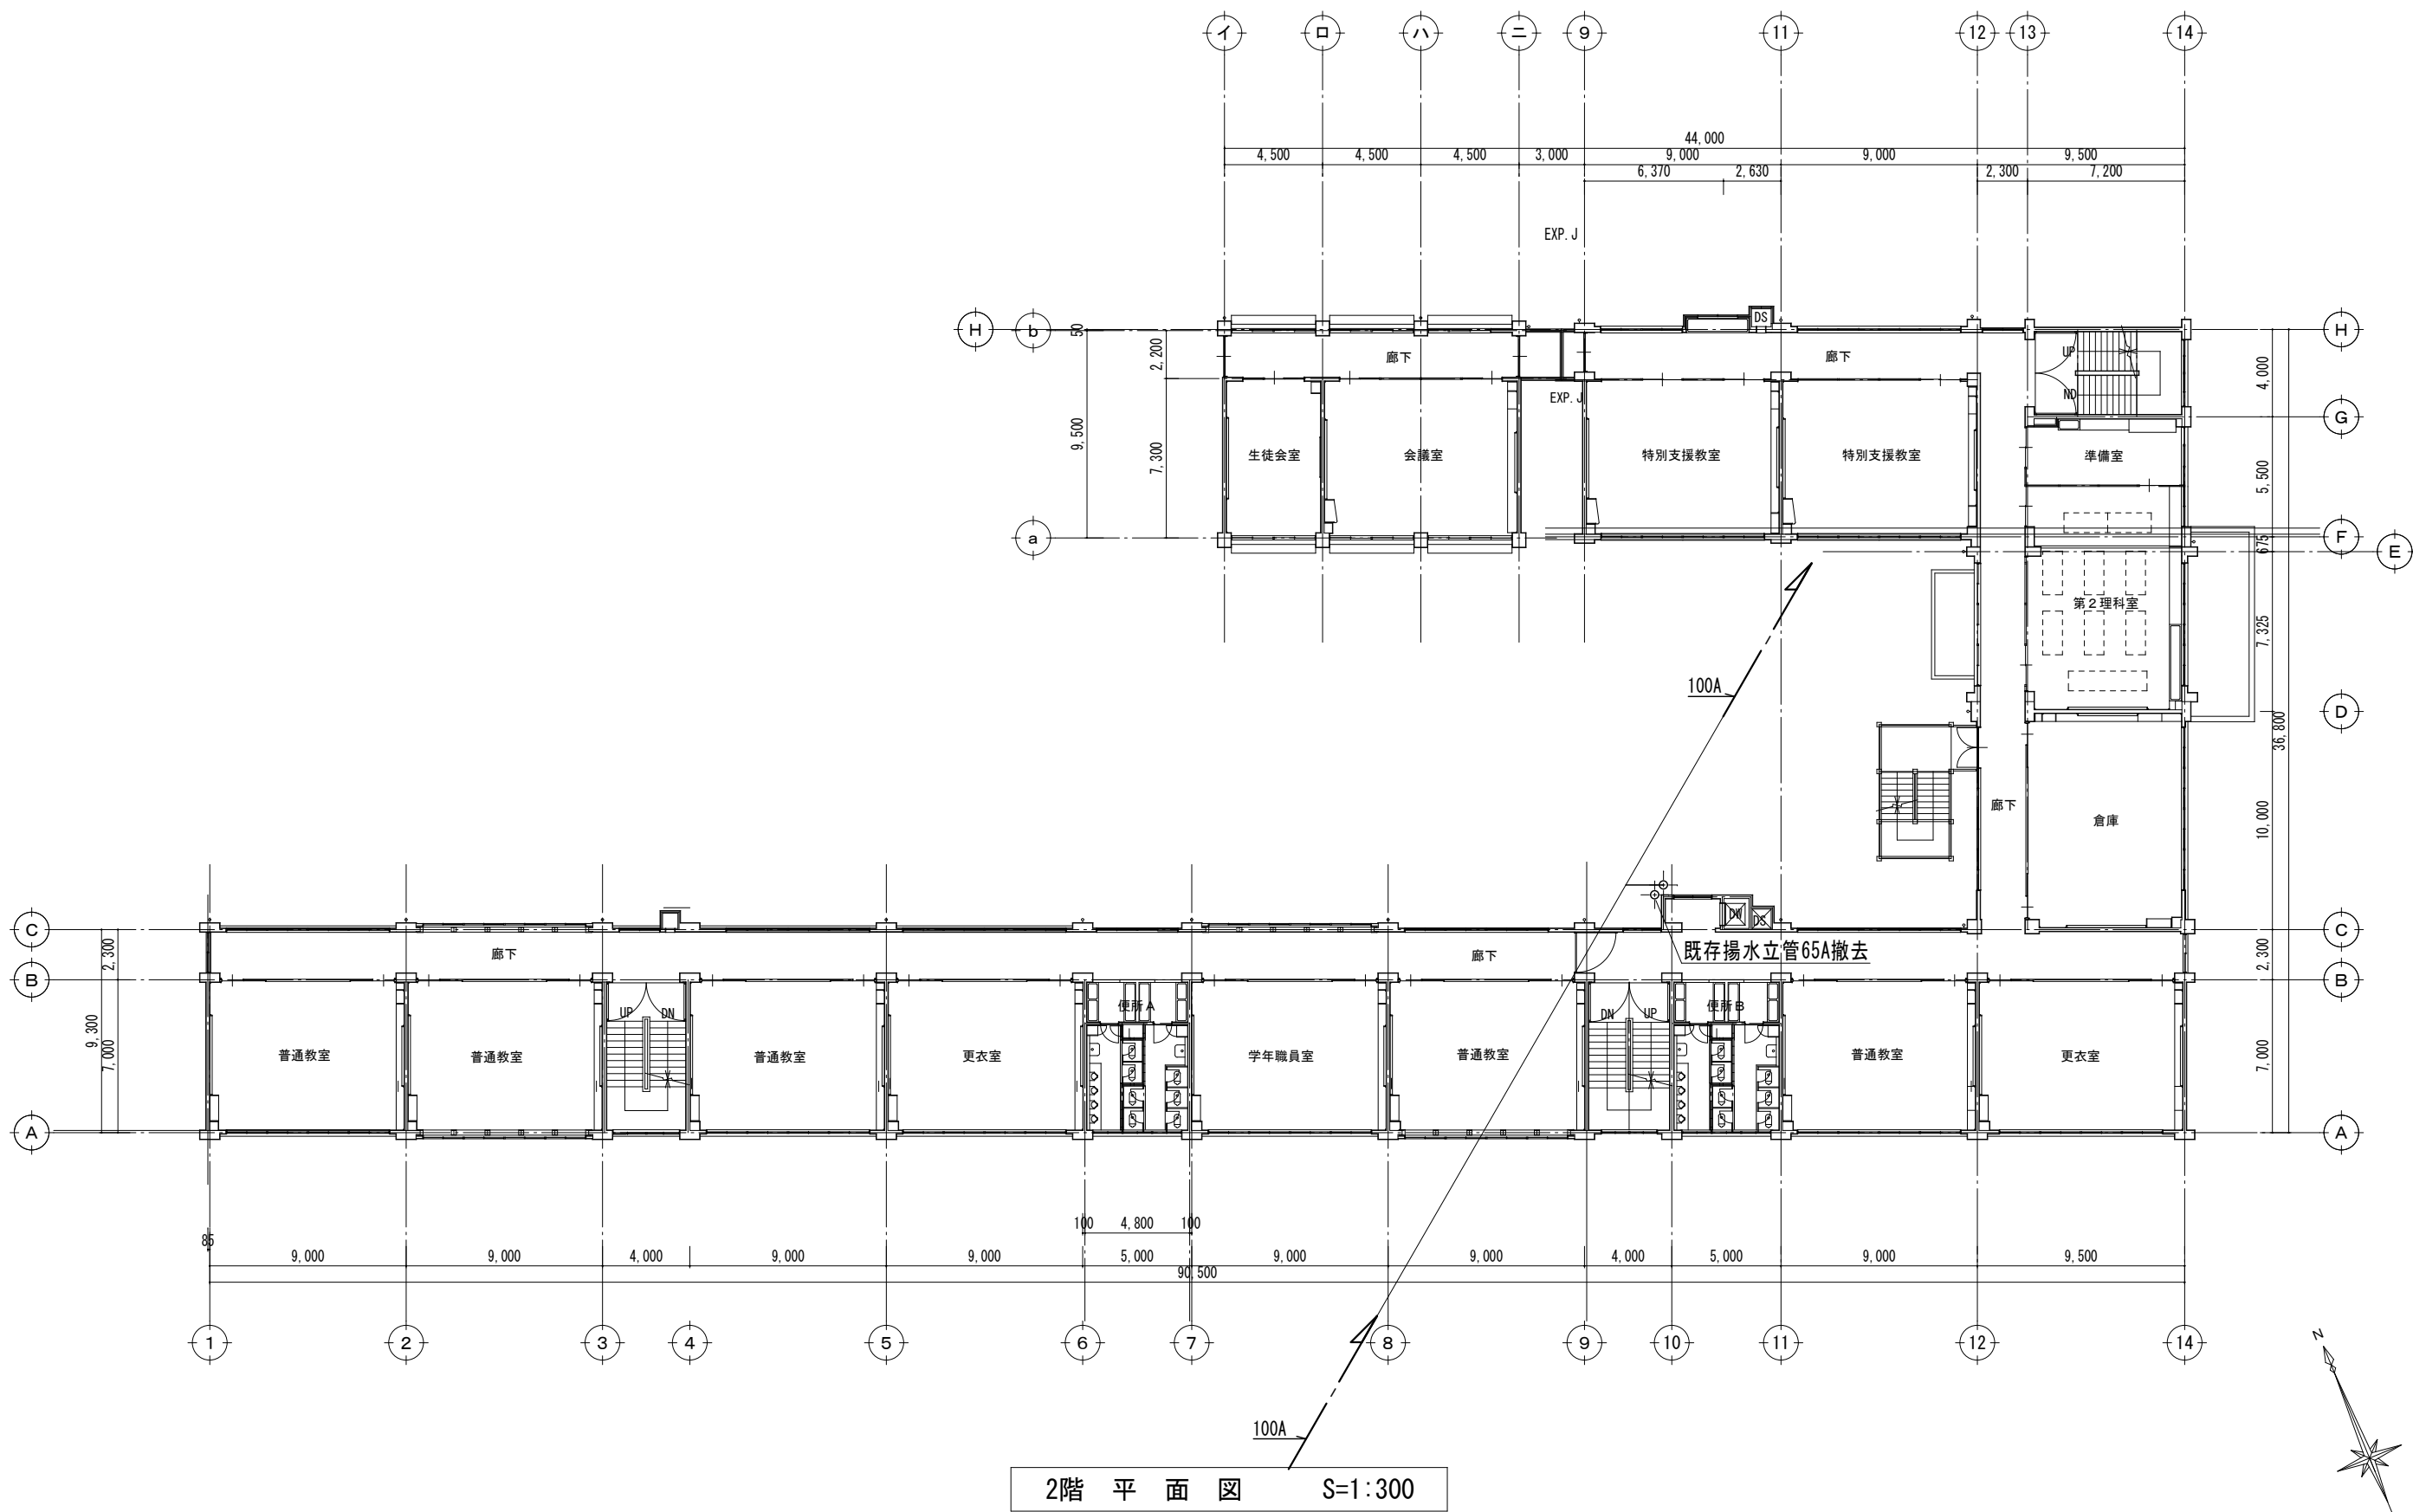 イ ロ ハ ニ 9 11 12 13 14
44,000
4,500 4,500 4,500 3,000 9,000 9,000 9,500
6,370 2,630 2,300 7,200
EXP.J
DS
H b H
50
2,200
廊下 廊下
UP
4,000
EXP.J
DN
G
9,500
7,300
生徒会室 会議室 特別支援教室 特別支援教室 準備室
5,500
a F
675
E
第2理科室
7,325
100A
D
36,800
廊下
倉庫
10,000
DW DS
C C
既存揚水立管65A撤去
廊下 廊下
2,300 2,300
B B
便所A 便所B
UP DN DN UP
9,300
7,000 7,000
普通教室 普通教室 普通教室 更衣室 学年職員室 普通教室 普通教室 更衣室
A A
100 4,800 100
85
9,000 9,000 4,000 9,000 9,000 5,000 9,000 9,000 4,000 5,000 9,000 9,500
90,500
1 2 3 4 5 6 7 8 9 10 11 12 14
N
100A
2階 平 面 図 S=1:300